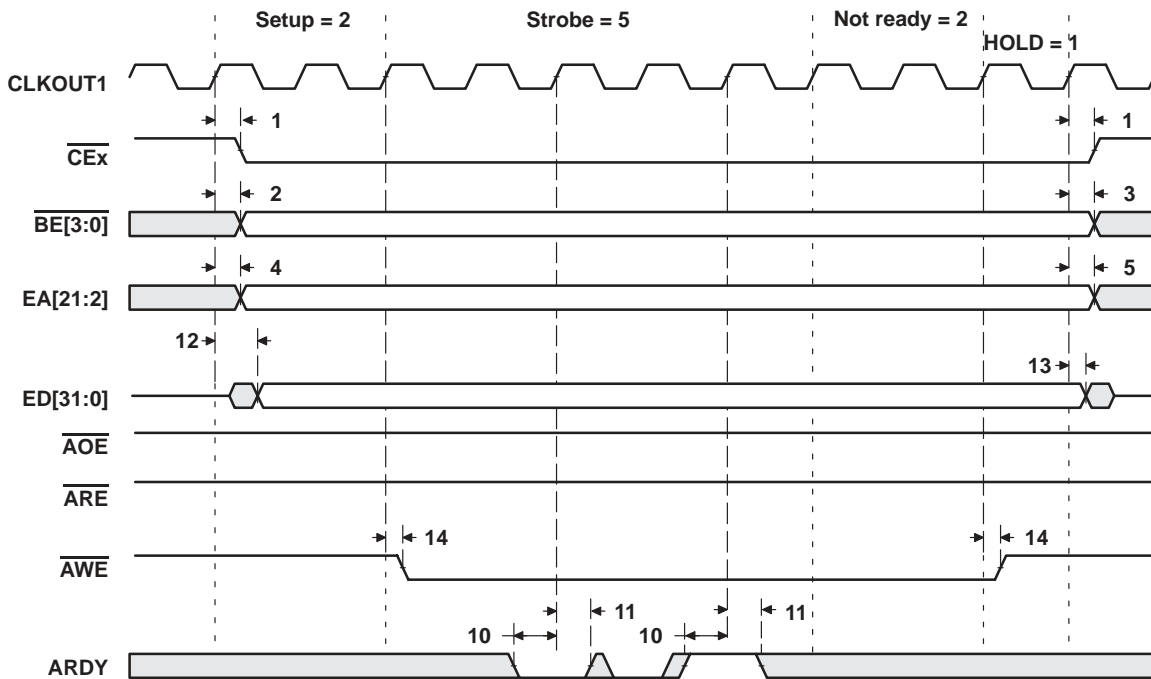 Setup = 2
Strobe = 5
Not ready = 2
HOLD = 1
CLKOUT1
1
1
CEx
2
3
BE[3:0]
4
5
EA[21:2]
12
13
ED[31:0]
AOE
ARE
14
14
AWE
11
11
10
10
ARDY